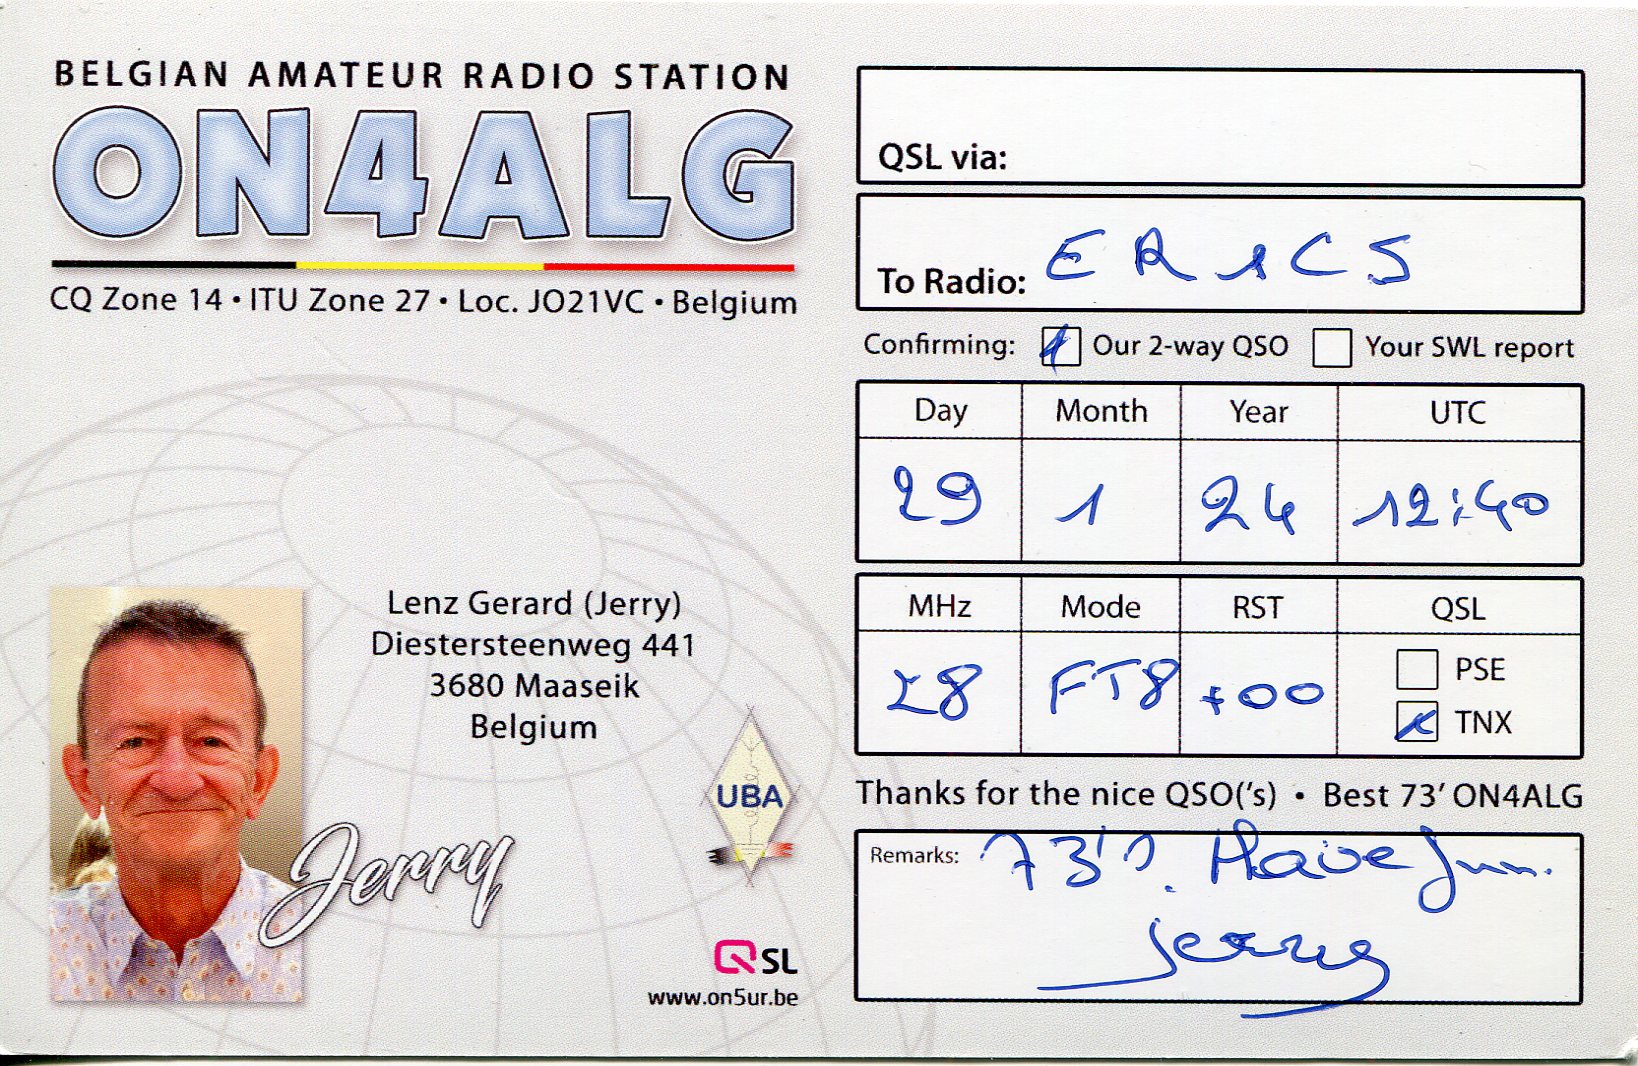 BELGIAN AMATEUR RADIO STATION
ON4ALG
CQ Zone 14 • ITU Zone 27 • Loc. JO21VC • Belgium
Lenz Gerard (Jerry)
Diestersteenweg 441
3680 Maaseik
Belgium
UBA
Jerry
QSL
www.on5ur.be
QSL via:
To Radio: ER1CS
Confirming: Our 2-way QSO Your SWL report
Day Month Year UTC
29 1 24 12:40
MHz Mode RST QSL
28 FT8 +00
PSE
TNX
Thanks for the nice QSO('s) • Best 73' ON4ALG
Remarks: 73's. Have fun.
Jerry